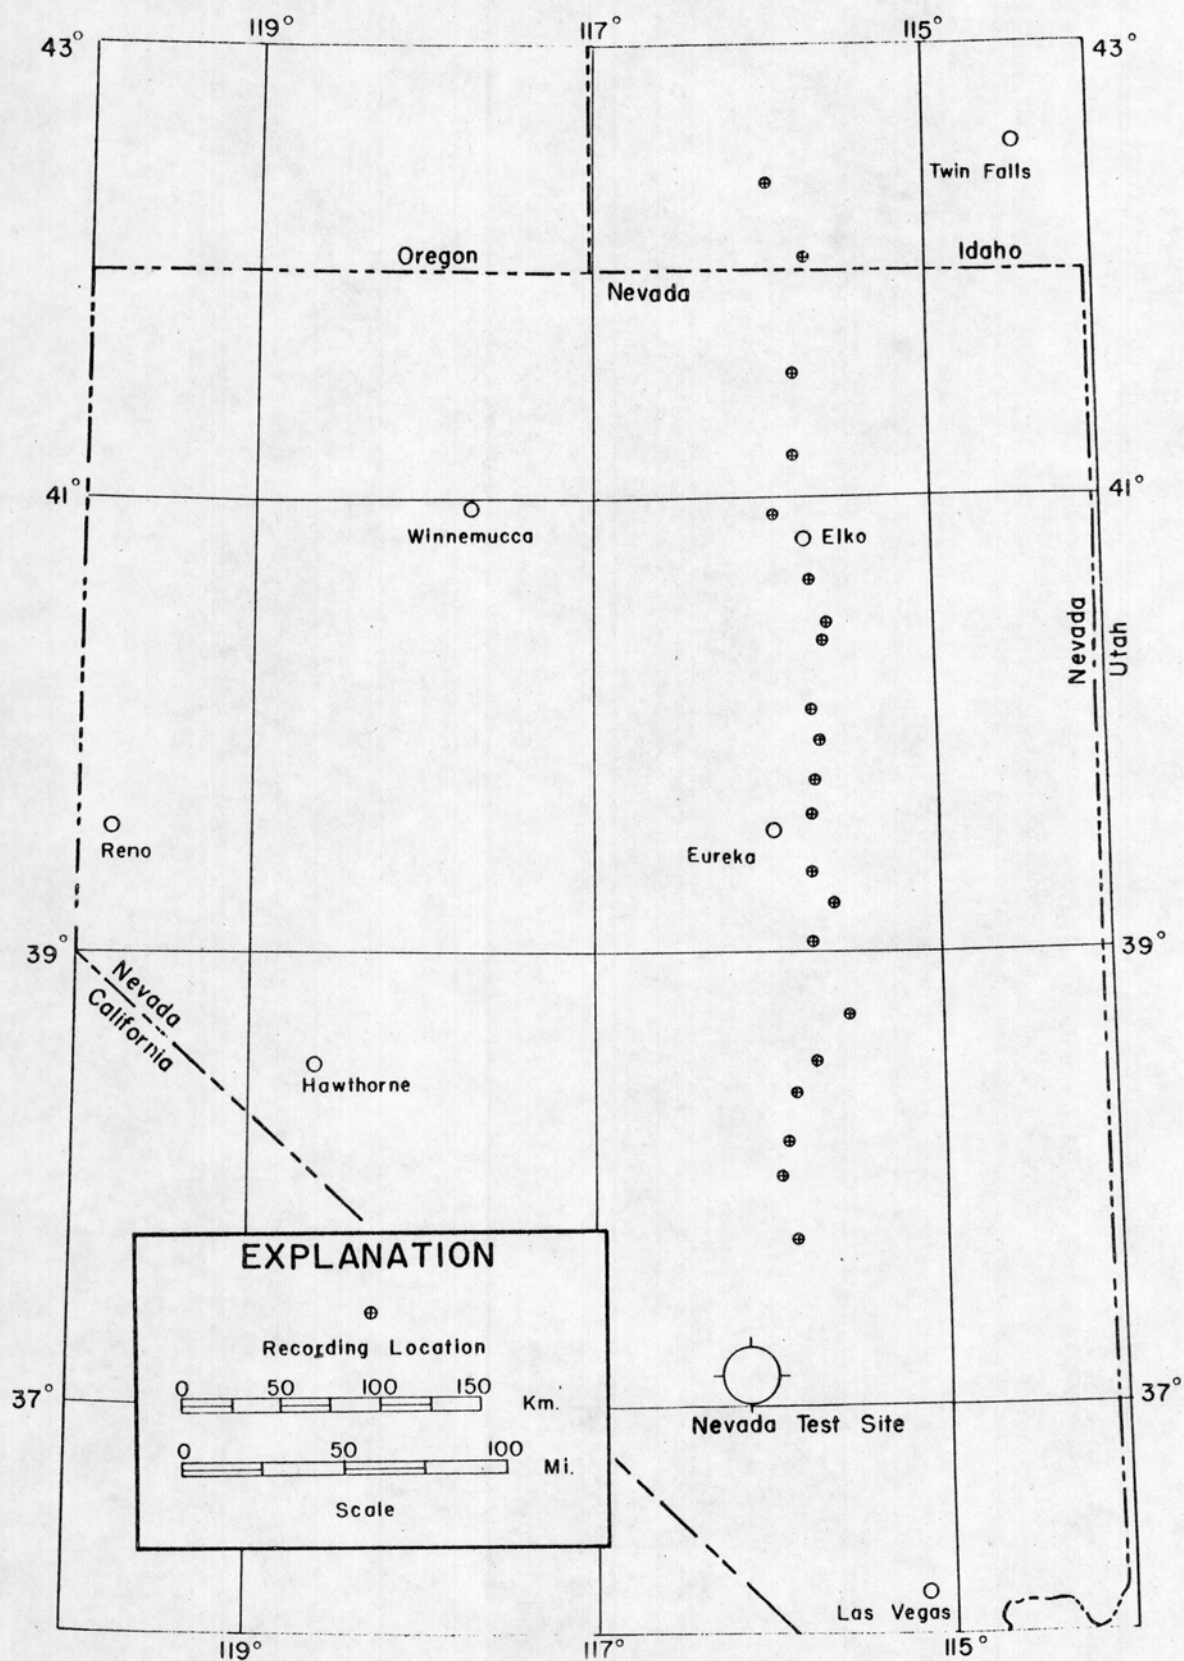 119° 117° 115°
43° 43°
Twin Falls
Oregon Idaho
Nevada
41° 41°
Winnemucca
Elko
Nevada
Utah
Reno
Eureka
39° 39°
Nevada
California
Hawthorne
EXPLANATION
Recording Location
0 50 100 150
Km.
37° 37°
Nevada Test Site
0 50 100
Mi.
Scale
Las Vegas
119° 117° 115°